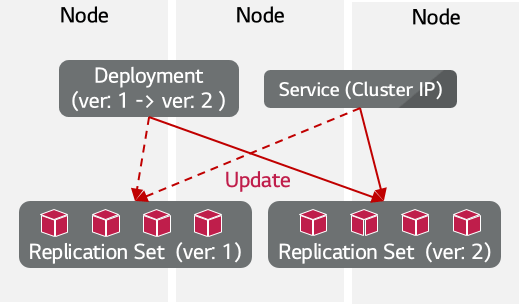 Node
Node
Node
Deployment
(ver: 1 -> ver: 2 )
Service (Cluster IP)
Update
Replication Set (ver: 1)
Replication Set (ver: 2)